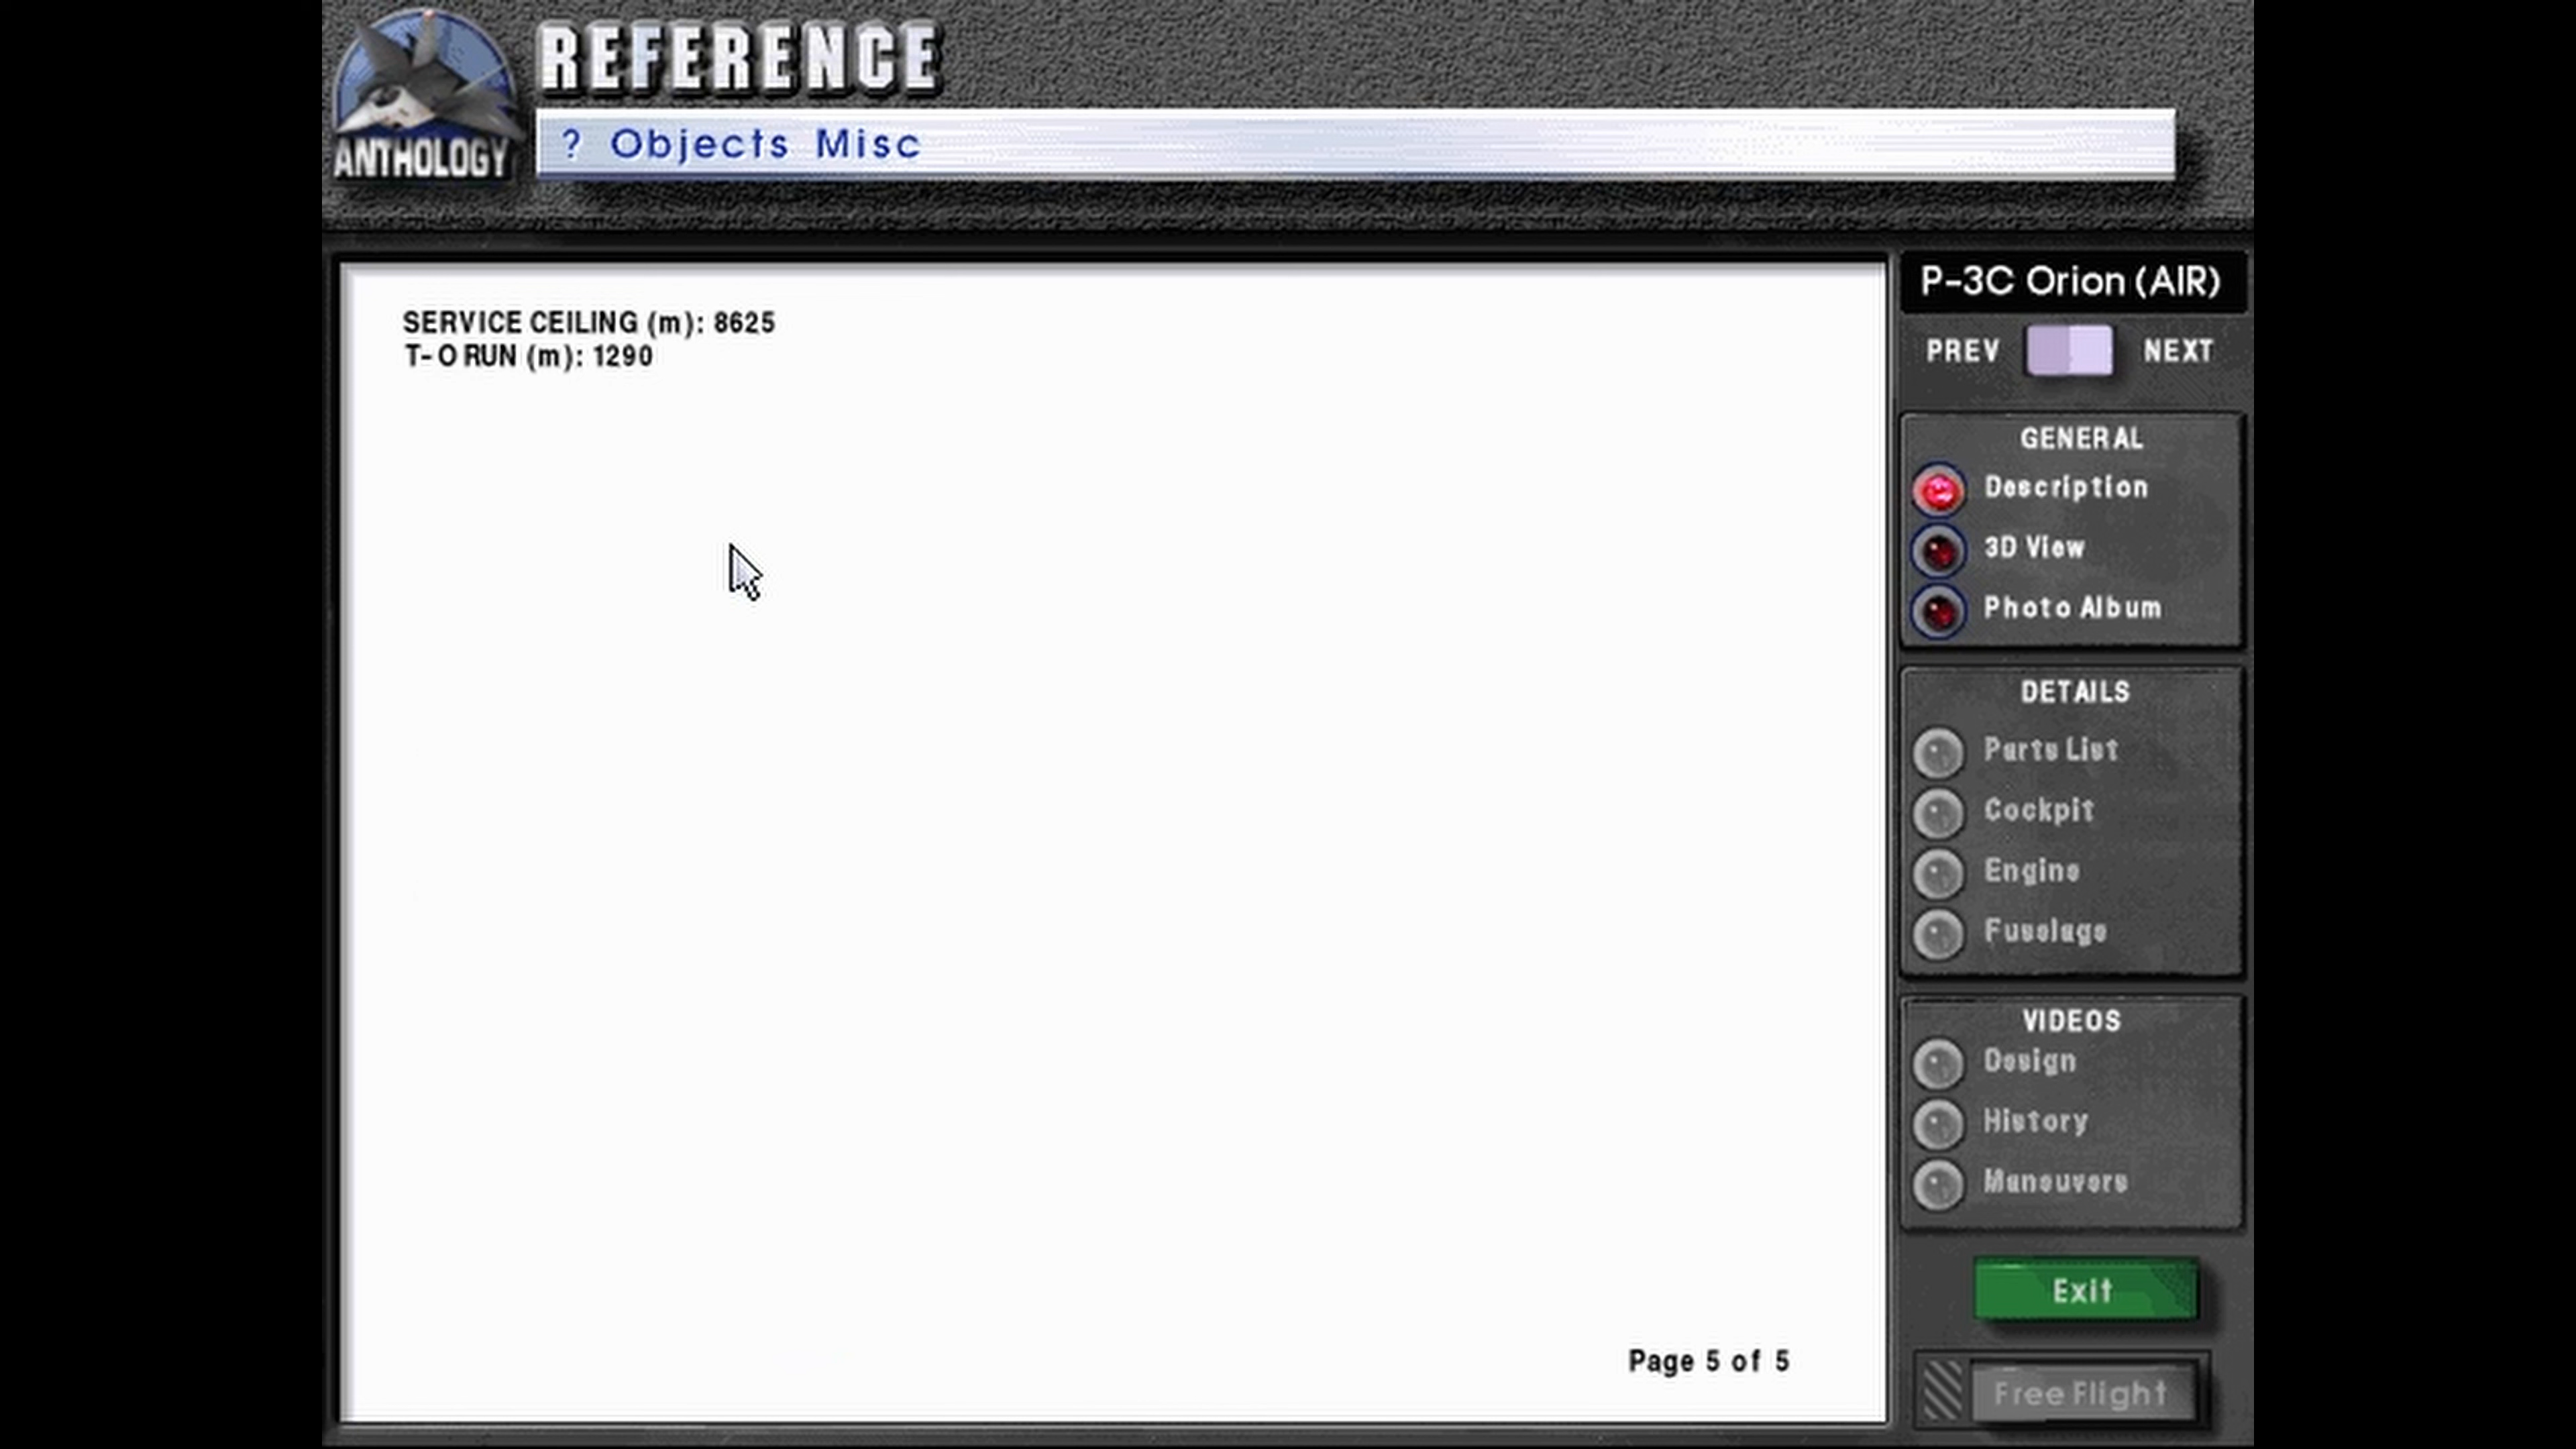 REFERENCE
ANTHOLOGY
? Objects Misc
SERVICE CEILING (m): 8625
T-O RUN (m): 1290
Page 5 of 5
P-3C Orion (AIR)
PREV NEXT
GENERAL
Description
3D View
Photo Album
DETAILS
Parts List
Cockpit
Engine
Fuselage
VIDEOS
Design
History
Maneuvers
Exit
Free Flight